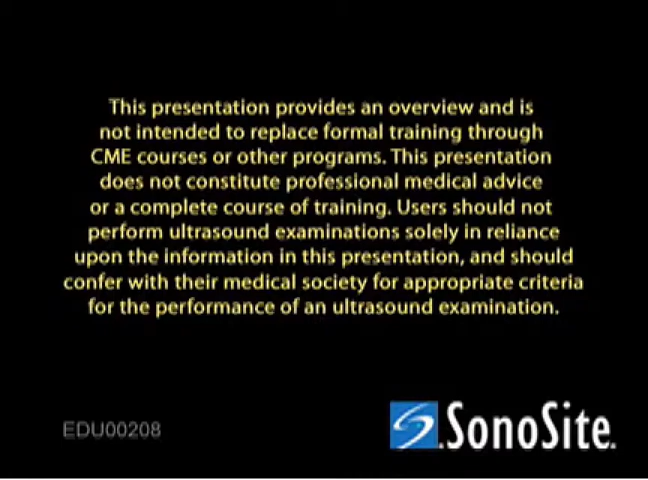 This presentation provides an overview and is
not intended to replace formal training through
CME courses or other programs. This presentation
does not constitute professional medical advice
or a complete course of training. Users should not
perform ultrasound examinations solely in reliance
upon the information in this presentation, and should
confer with their medical society for appropriate criteria
for the performance of an ultrasound examination.
EDU00208
SonoSite.